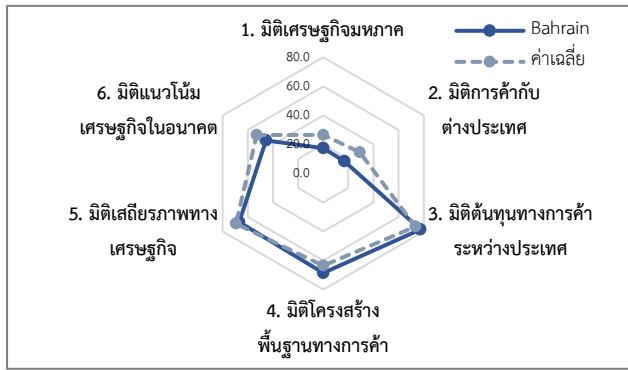 1. มิติเศรษฐกิจมหภาค
Bahrain
ค่าเฉลี่ย
80.0
60.0
40.0
20.0
0.0
2. มิติการค้ากับ
ต่างประเทศ
3. มิติต้นทุนทางการค้า
ระหว่างประเทศ
4. มิติโครงสร้าง
พื้นฐานทางการค้า
5. มิติเสถียรภาพทาง
เศรษฐกิจ
6. มิติแนวโน้ม
เศรษฐกิจในอนาคต